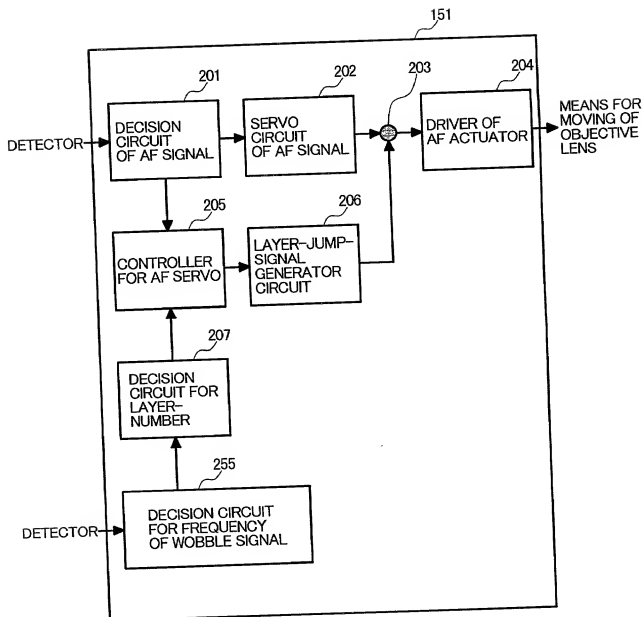 151
201
202
203
204
DETECTOR
DECISION
CIRCUIT
OF AF SIGNAL
SERVO
CIRCUIT
OF AF SIGNAL
DRIVER OF
AF ACTUATOR
MEANS FOR
MOVING OF
OBJECTIVE
LENS
205
206
CONTROLLER
FOR AF SERVO
LAYER-JUMP-
SIGNAL
GENERATOR
CIRCUIT
207
DECISION
CIRCUIT FOR
LAYER-
NUMBER
255
DETECTOR
DECISION CIRCUIT
FOR FREQUENCY
OF WOBBLE SIGNAL